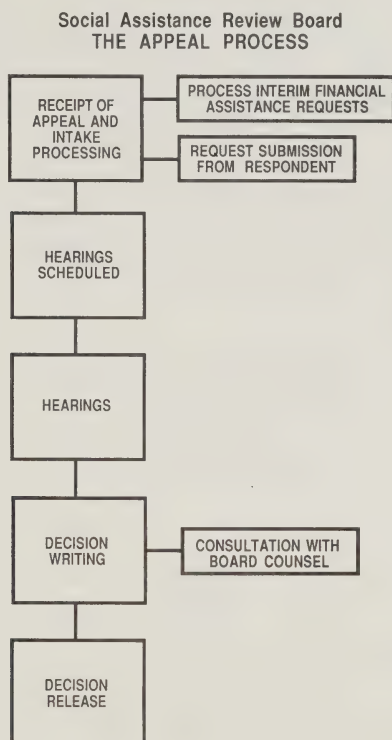 Social Assistance Review Board
THE APPEAL PROCESS
RECEIPT OF
APPEAL AND
INTAKE
PROCESSING
PROCESS INTERIM FINANCIAL
ASSISTANCE REQUESTS
REQUEST SUBMISSION
FROM RESPONDENT
HEARINGS
SCHEDULED
HEARINGS
DECISION
WRITING
CONSULTATION WITH
BOARD COUNSEL
DECISION
RELEASE